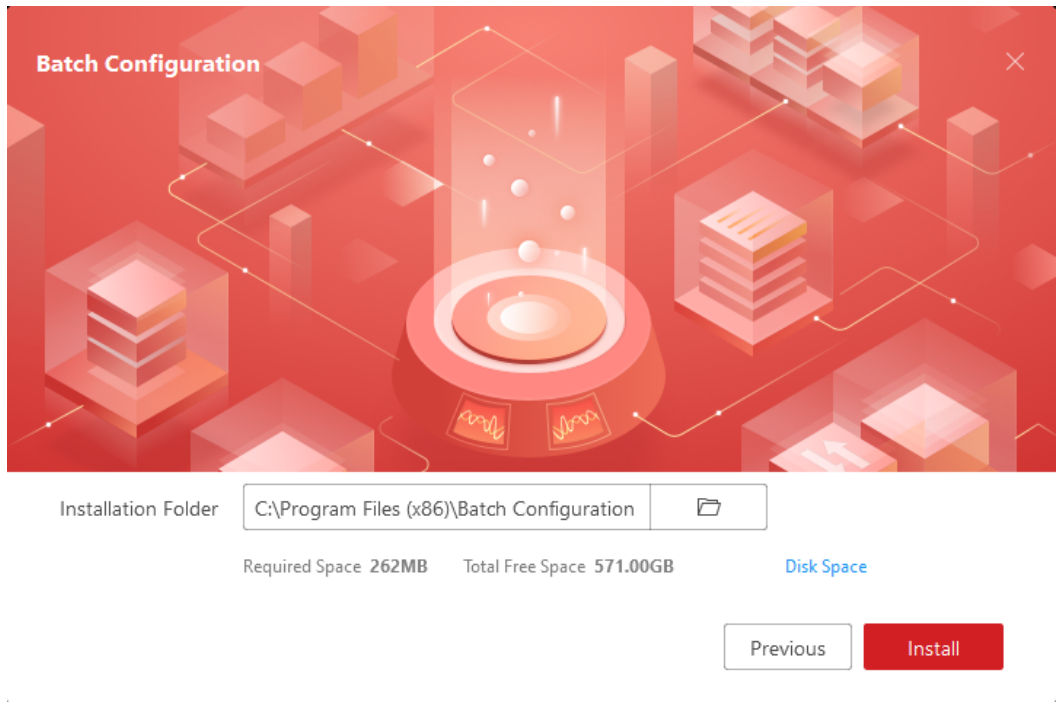 Batch Configuration
Installation Folder C:\Program Files (x86)\Batch Configuration
Required Space 262MB Total Free Space 571.00GB Disk Space
Previous Install